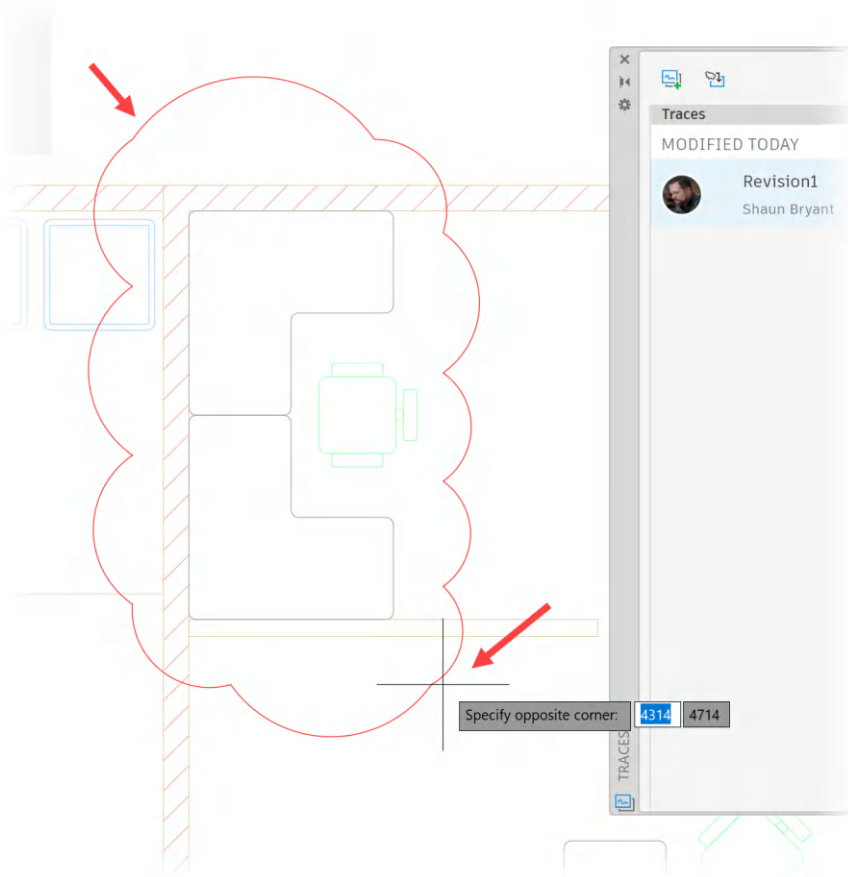 Traces
MODIFIED TODAY
Revision1
Shaun Bryant
Specify opposite corner: 4314 4714
TRACES